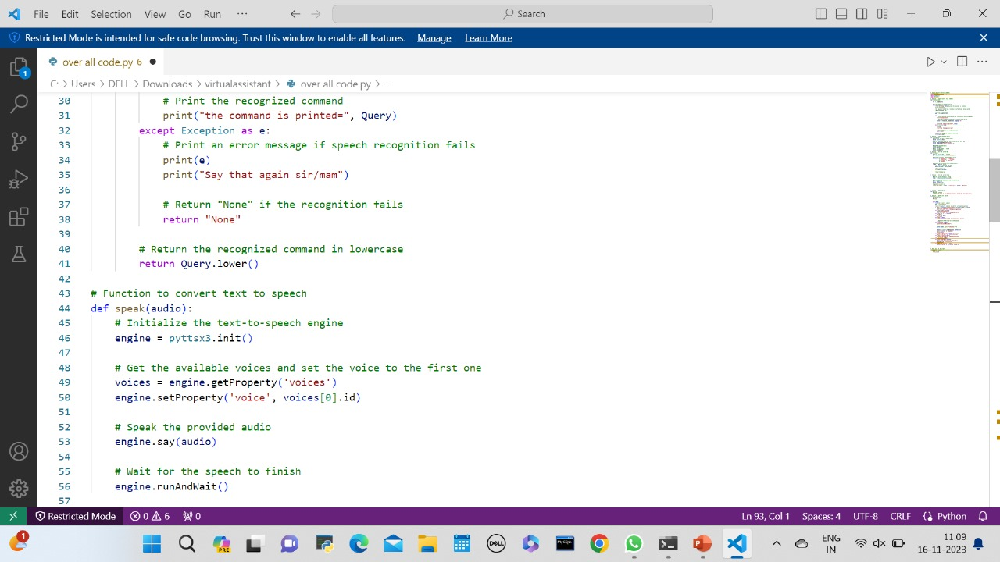 File Edit Selection View Go Run ··· Search
Restricted Mode is intended for safe code browsing. Trust this window to enable all features. Manage Learn More
1
over all code.py 6
C: > Users > DELL > Downloads > virtualassistant > over all code.py > ...
30 # Print the recognized command
31 print("the command is printed=", Query)
32 except Exception as e:
33 # Print an error message if speech recognition fails
34 print(e)
35 print("Say that again sir/mam")
36
37 # Return "None" if the recognition fails
38 return "None"
39
40 # Return the recognized command in lowercase
41 return Query.lower()
42
43 # Function to convert text to speech
44 def speak(audio):
45 # Initialize the text-to-speech engine
46 engine = pyttsx3.init()
47
48 # Get the available voices and set the voice to the first one
49 voices = engine.getProperty('voices')
50 engine.setProperty('voice', voices[0].id)
51
52 # Speak the provided audio
53 engine.say(audio)
54
55 # Wait for the speech to finish
56 engine.runAndWait()
57
Restricted Mode 0 6 0 Ln 93, Col 1 Spaces: 4 UTF-8 CRLF Python
1 PRE DELL MySQL ENG IN 11:09 16-11-2023